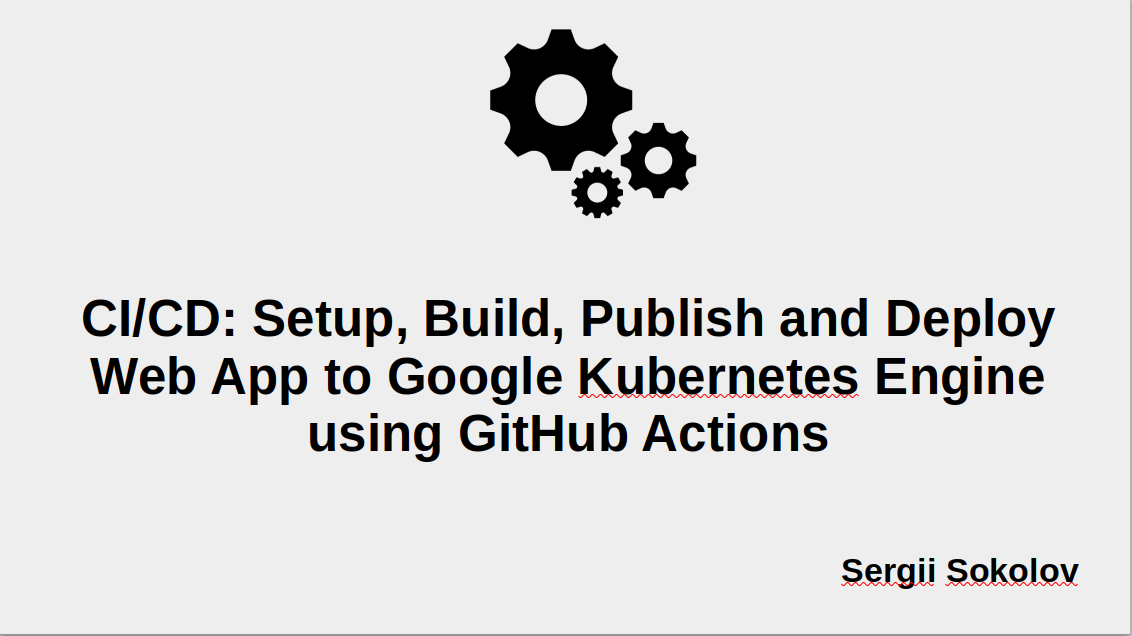 CI/CD: Setup, Build, Publish and Deploy
Web App to Google Kubernetes Engine
using GitHub Actions
Sergii Sokolov